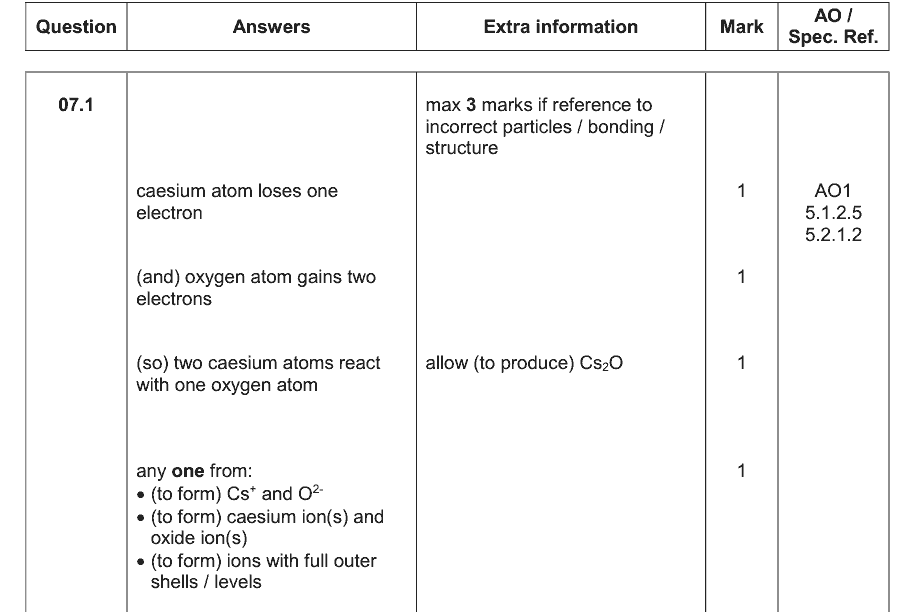 Question Answers Extra information Mark AO /
Spec. Ref.
07.1 max 3 marks if reference to
incorrect particles / bonding /
structure
caesium atom loses one 1 AO1
electron 5.1.2.5
5.2.1.2
(and) oxygen atom gains two 1
electrons
(so) two caesium atoms react allow (to produce) Cs₂O 1
with one oxygen atom
any one from: 1
• (to form) Cs⁺ and O²⁻
• (to form) caesium ion(s) and
oxide ion(s)
• (to form) ions with full outer
shells / levels